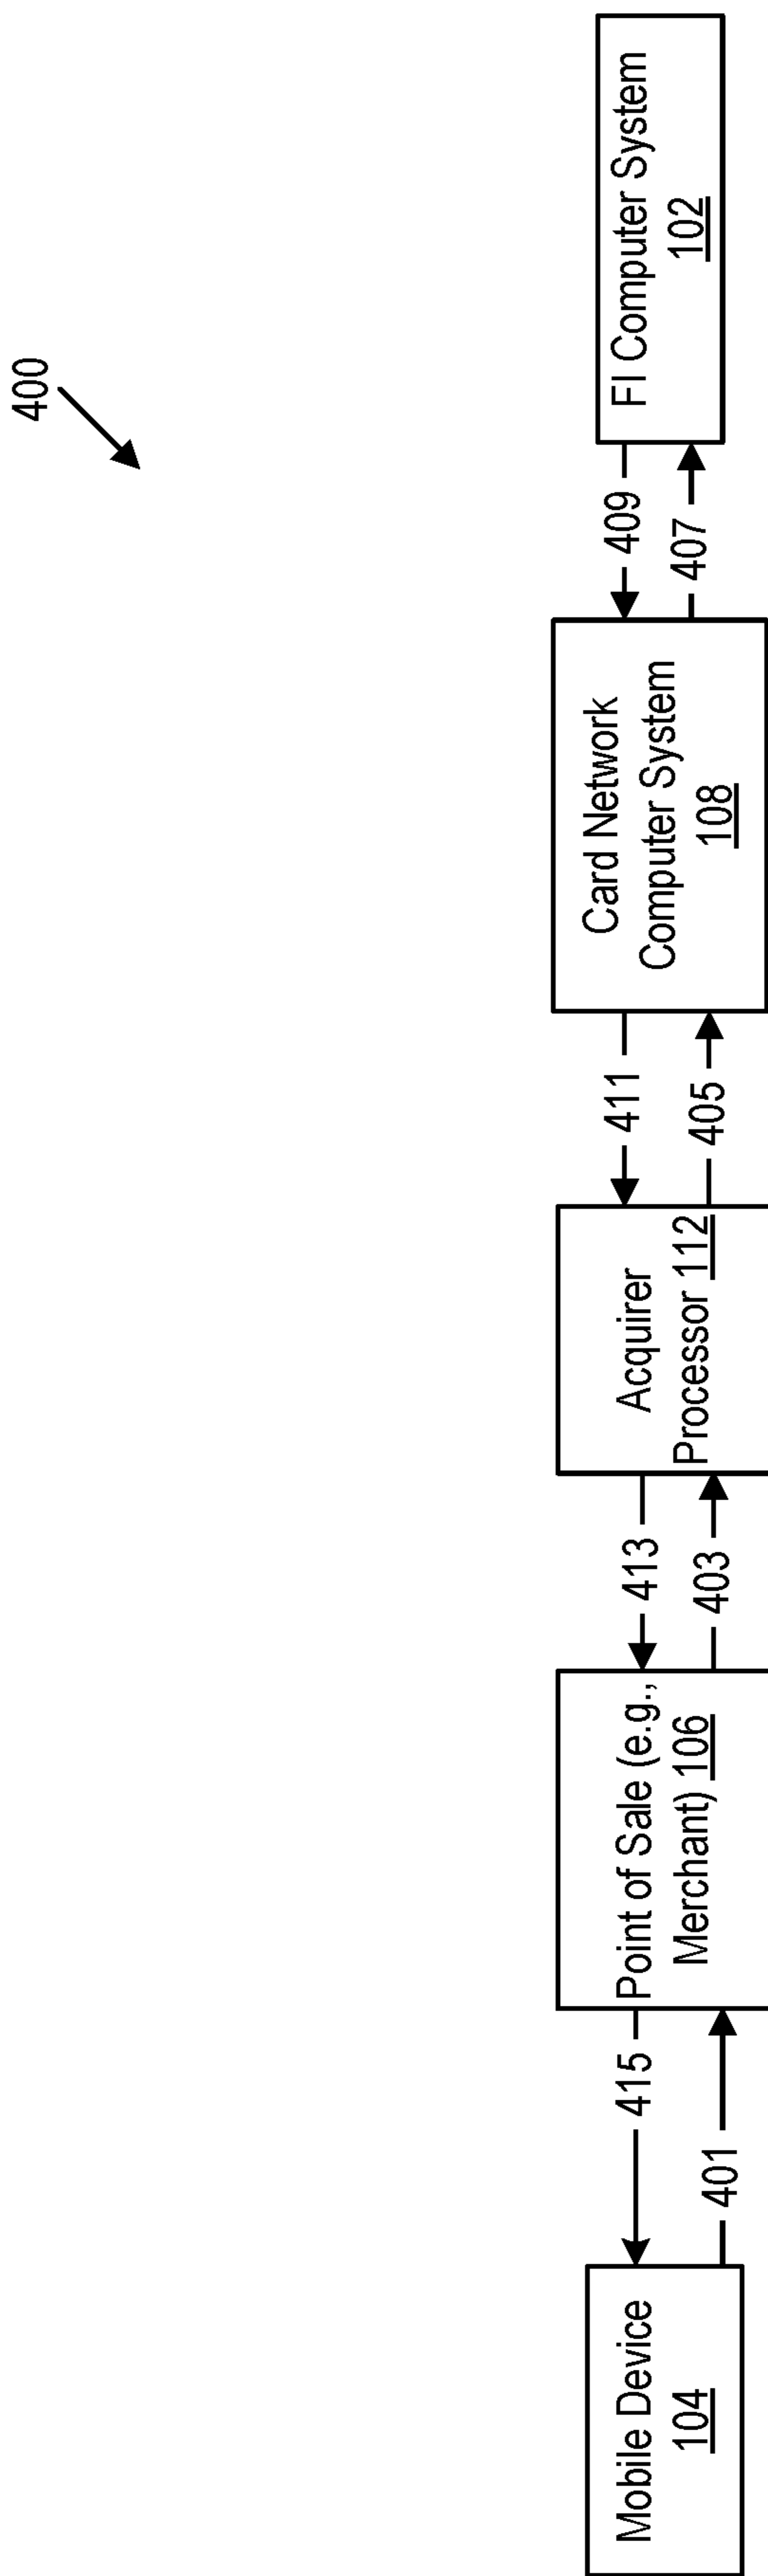 400
Mobile Device
104
415
401
Point of Sale (e.g.,
Merchant) 106
413
403
Acquirer
Processor 112
411
405
Card Network
Computer System
108
409
407
FI Computer System
102